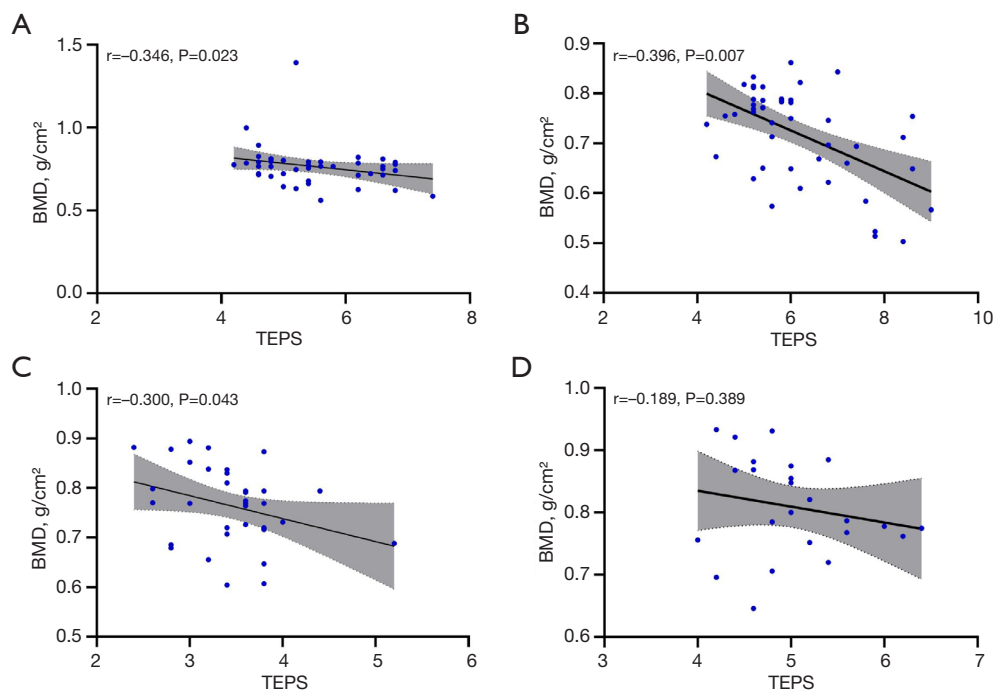 A
r=–0.346, P=0.023
BMD, g/cm²
1.5
1.0
0.5
0.0
2
4
6
8
TEPS
B
r=–0.396, P=0.007
BMD, g/cm²
0.9
0.8
0.7
0.6
0.5
0.4
2
4
6
8
10
TEPS
C
r=–0.300, P=0.043
BMD, g/cm²
1.0
0.9
0.8
0.7
0.6
0.5
2
3
4
5
6
TEPS
D
r=–0.189, P=0.389
BMD, g/cm²
1.0
0.9
0.8
0.7
0.6
3
4
5
6
7
TEPS